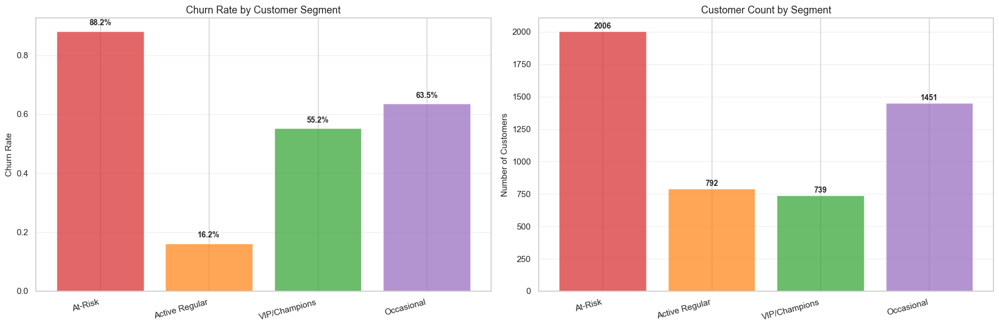 Churn Rate by Customer Segment
Churn Rate
0.8
0.6
0.4
0.2
0.0
88.2%
16.2%
55.2%
63.5%
At-Risk
Active Regular
VIP/Champions
Occasional
Customer Count by Segment
Number of Customers
2000
1750
1500
1250
1000
750
500
250
0
2006
792
739
1451
At-Risk
Active Regular
VIP/Champions
Occasional